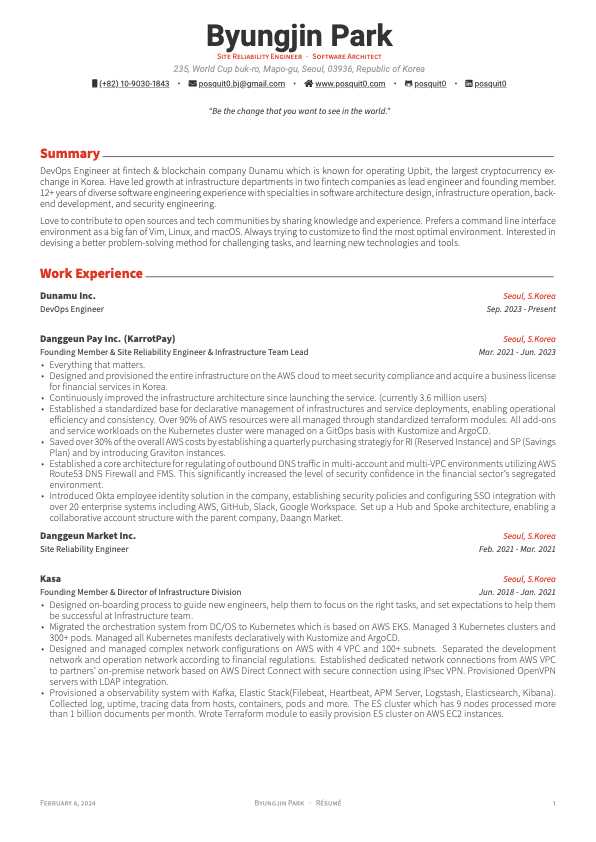 Byungjin Park
Site Reliability Engineer · Software Architect
235, World Cup buk-ro, Mapo-gu, Seoul, 03936, Republic of Korea
(+82) 10-9030-1843 • posquit0.bj@gmail.com • www.posquit0.com • posquit0 • posquit0
"Be the change that you want to see in the world."
Summary
DevOps Engineer at fintech & blockchain company Dunamu which is known for operating Upbit, the largest cryptocurrency ex-
change in Korea. Have led growth at infrastructure departments in two fintech companies as lead engineer and founding member.
12+ years of diverse software engineering experience with specialties in software architecture design, infrastructure operation, back-
end development, and security engineering.
Love to contribute to open sources and tech communities by sharing knowledge and experience. Prefers a command line interface
environment as a big fan of Vim, Linux, and macOS. Always trying to customize to find the most optimal environment. Interested in
devising a better problem-solving method for challenging tasks, and learning new technologies and tools.
Work Experience
Dunamu Inc. Seoul, S.Korea
DevOps Engineer Sep. 2023 - Present
Danggeun Pay Inc. (KarrotPay) Seoul, S.Korea
Founding Member & Site Reliability Engineer & Infrastructure Team Lead Mar. 2021 - Jun. 2023
• Everything that matters.
• Designed and provisioned the entire infrastructure on the AWS cloud to meet security compliance and acquire a business license
for financial services in Korea.
• Continuously improved the infrastructure architecture since launching the service. (currently 3.6 million users)
• Established a standardized base for declarative management of infrastructures and service deployments, enabling operational
efficiency and consistency. Over 90% of AWS resources were all managed through standardized terraform modules. All add-ons
and service workloads on the Kubernetes cluster were managed on a GitOps basis with Kustomize and ArgoCD.
• Saved over 30% of the overall AWS costs by establishing a quarterly purchasing strategiy for RI (Reserved Instance) and SP (Savings
Plan) and by introducing Graviton instances.
• Established a core architecture for regulating of outbound DNS traffic in multi-account and multi-VPC environments utilizing AWS
Route53 DNS Firewall and FMS. This significantly increased the level of security confidence in the financial sector's segregated
environment.
• Introduced Okta employee identity solution in the company, establishing security policies and configuring SSO integration with
over 20 enterprise systems including AWS, GitHub, Slack, Google Workspace. Set up a Hub and Spoke architecture, enabling a
collaborative account structure with the parent company, Daangn Market.
Danggeun Market Inc. Seoul, S.Korea
Site Reliability Engineer Feb. 2021 - Mar. 2021
Kasa Seoul, S.Korea
Founding Member & Director of Infrastructure Division Jun. 2018 - Jan. 2021
• Designed on-boarding process to guide new engineers, help them to focus on the right tasks, and set expectations to help them
be successful at Infrastructure team.
• Migrated the orchestration system from DC/OS to Kubernetes which is based on AWS EKS. Managed 3 Kubernetes clusters and
300+ pods. Managed all Kubernetes manifests declaratively with Kustomize and ArgoCD.
• Designed and managed complex network configurations on AWS with 4 VPC and 100+ subnets. Separated the development
network and operation network according to financial regulations. Established dedicated network connections from AWS VPC
to partners' on-premise network based on AWS Direct Connect with secure connection using IPsec VPN. Provisioned OpenVPN
servers with LDAP integration.
• Provisioned a observability system with Kafka, Elastic Stack(Filebeat, Heartbeat, APM Server, Logstash, Elasticsearch, Kibana).
Collected log, uptime, tracing data from hosts, containers, pods and more. The ES cluster which has 9 nodes processed more
than 1 billion documents per month. Wrote Terraform module to easily provision ES cluster on AWS EC2 instances.
February 6, 2024 Byungjin Park · Résumé 1